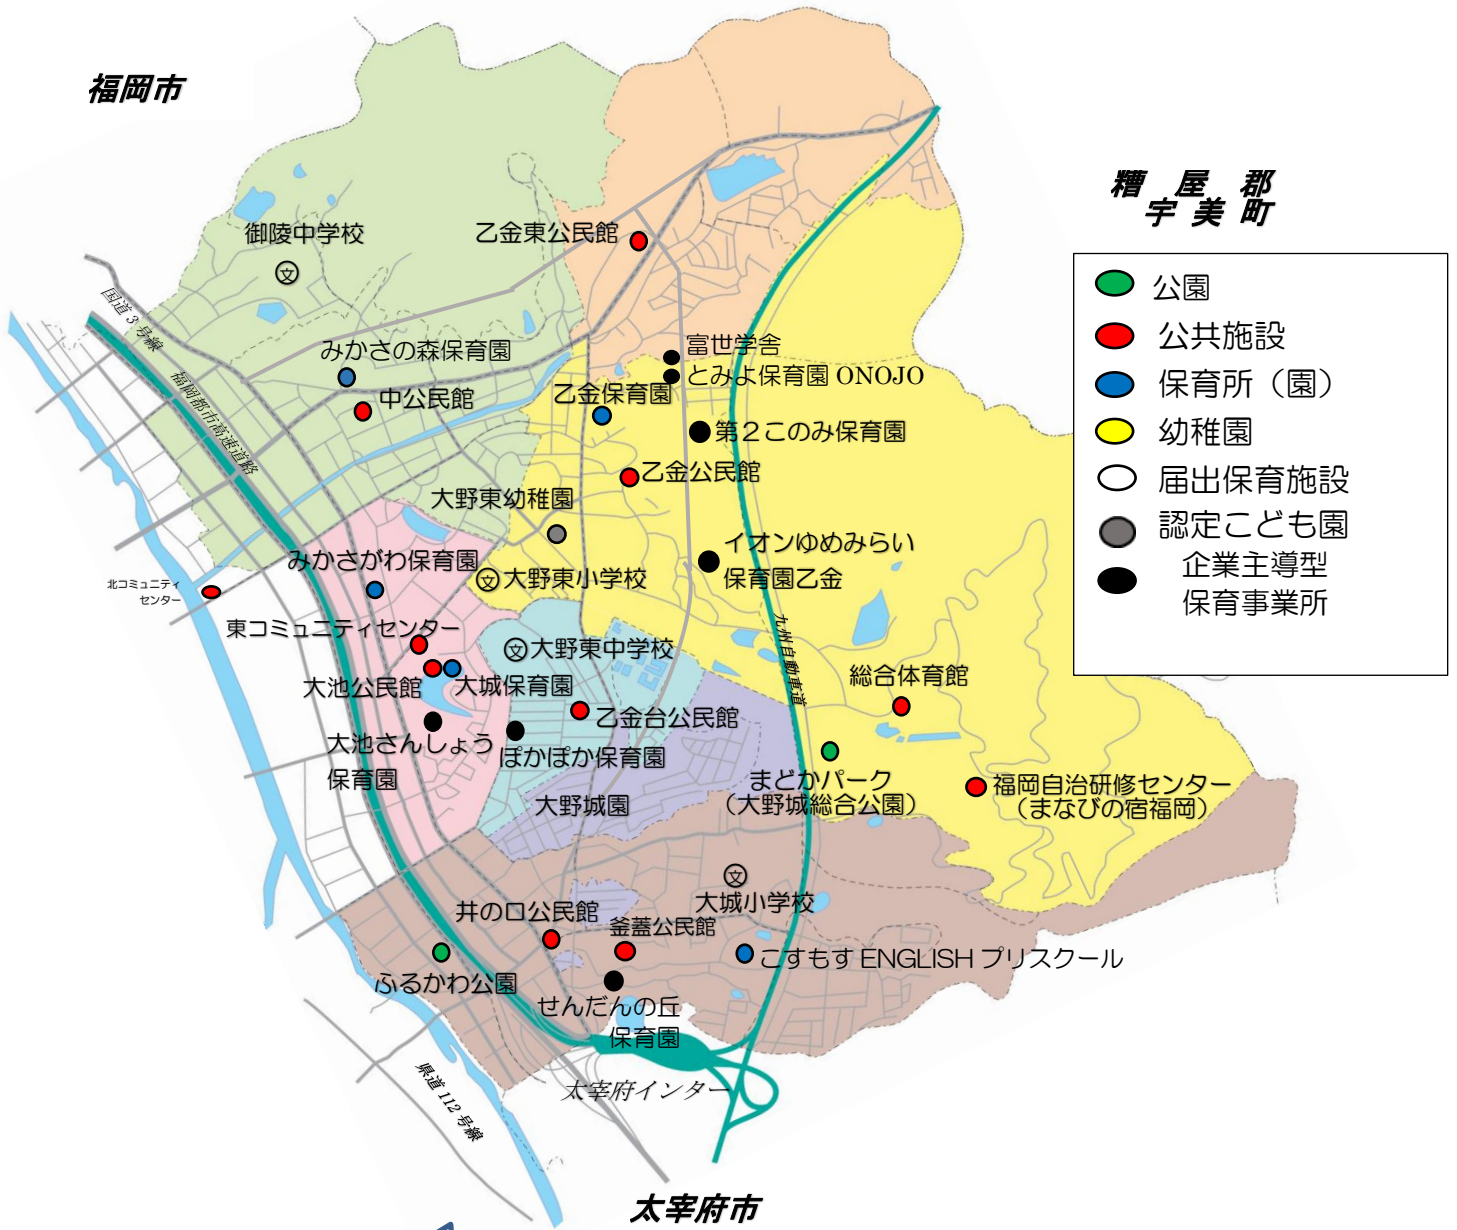 福岡市
糟屋郡
宇美町
公園
公共施設
保育所（園）
幼稚園
届出保育施設
認定こども園
企業主導型
保育事業所
御陵中学校
文
乙金東公民館
国道3号線
みかさの森保育園
中公民館
福岡都市高速道路
富世学舎
とみよ保育園 ONOJO
乙金保育園
第２このみ保育園
乙金公民館
大野東幼稚園
イオンゆめみらい
保育園乙金
みかさがわ保育園
文
大野東小学校
北コミュニティ
センター
東コミュニティセンター
文
大野東中学校
九州自動車道
大池公民館
大城保育園
総合体育館
乙金台公民館
大池さんしょう
保育園
ぽかぽか保育園
まどかパーク
（大野城総合公園）
福岡自治研修センター
（まなびの宿福岡）
大野城園
文
大城小学校
井の口公民館
釜蓋公民館
こすもす ENGLISH プリスクール
ふるかわ公園
せんだんの丘
保育園
太宰府インター
県道112号線
太宰府市